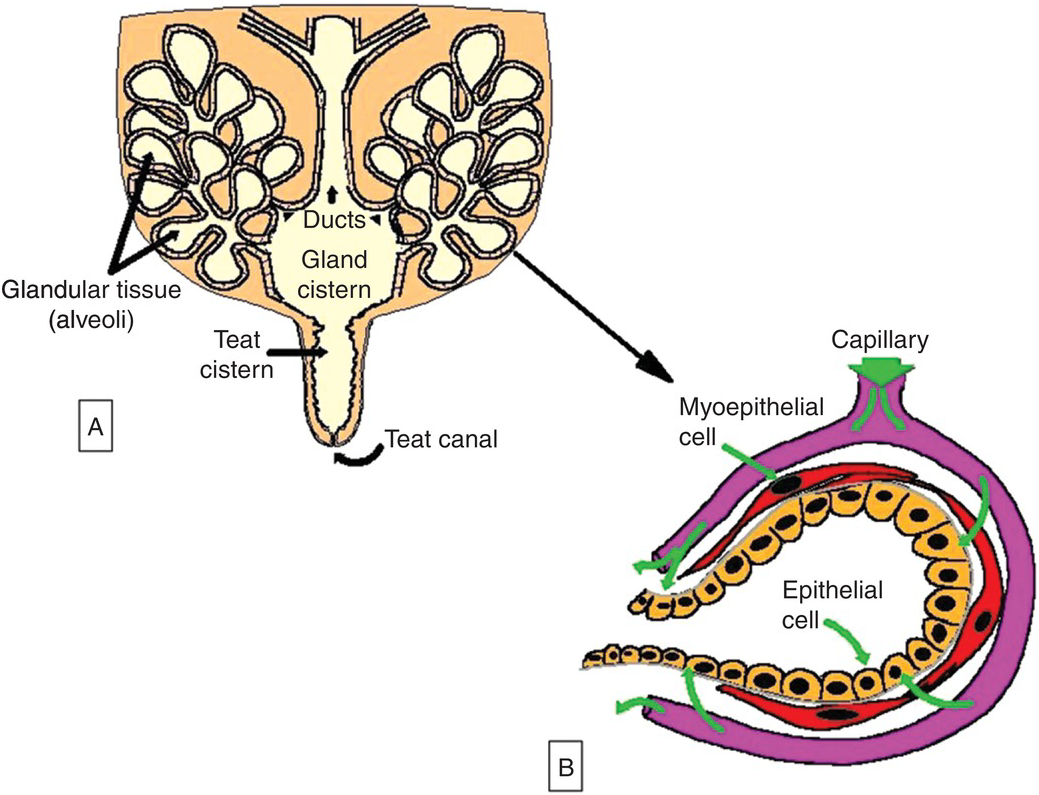 Ducts
Gland
cistern
Glandular tissue
(alveoli)
Teat
cistern
Teat canal
A
Capillary
Myoepithelial
cell
Epithelial
cell
B